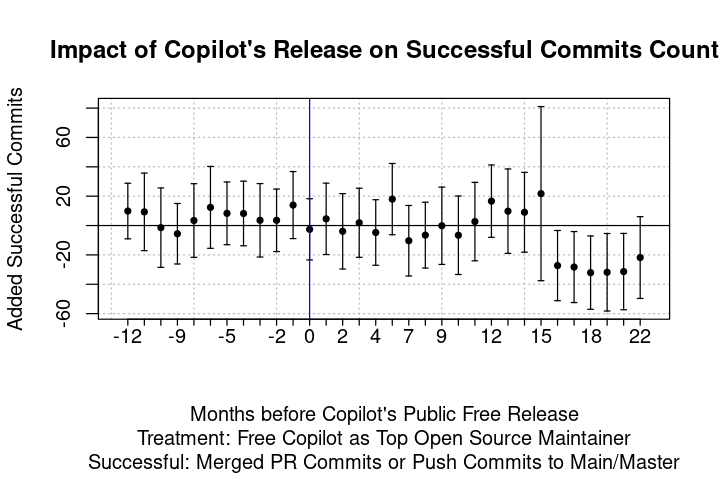 Impact of Copilot's Release on Successful Commits Count
Added Successful Commits
60
20
-20
-60
-12 -9 -5 -2 0 2 4 7 9 12 15 18 22
Months before Copilot's Public Free Release
Treatment: Free Copilot as Top Open Source Maintainer
Successful: Merged PR Commits or Push Commits to Main/Master